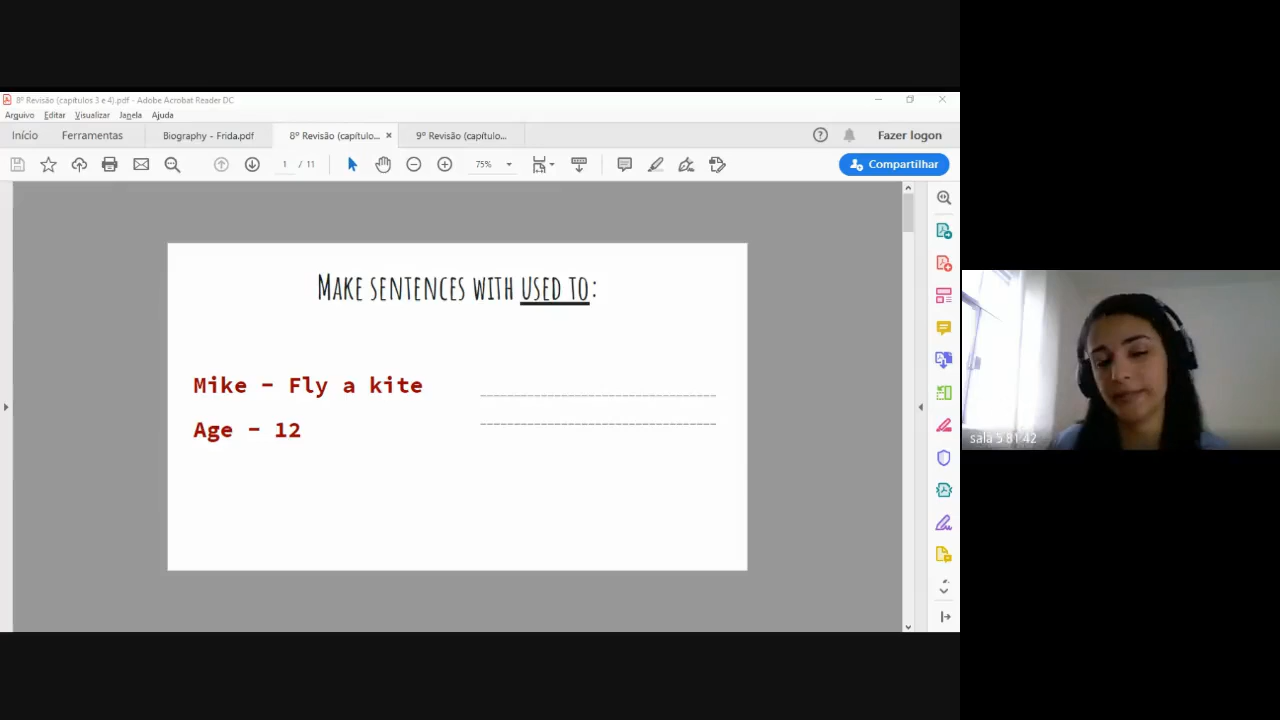 8º Revisão (capítulos 3 e 4).pdf - Adobe Acrobat Reader DC
Arquivo Editar Visualizar Janela Ajuda
Início Ferramentas Biography - Frida.pdf 8º Revisão (capítulo... × 9º Revisão (capítulo... Fazer logon
1 / 11 75% Compartilhar
MAKE SENTENCES WITH USED TO:
Mike - Fly a kite
Age - 12
sala 5 81 42